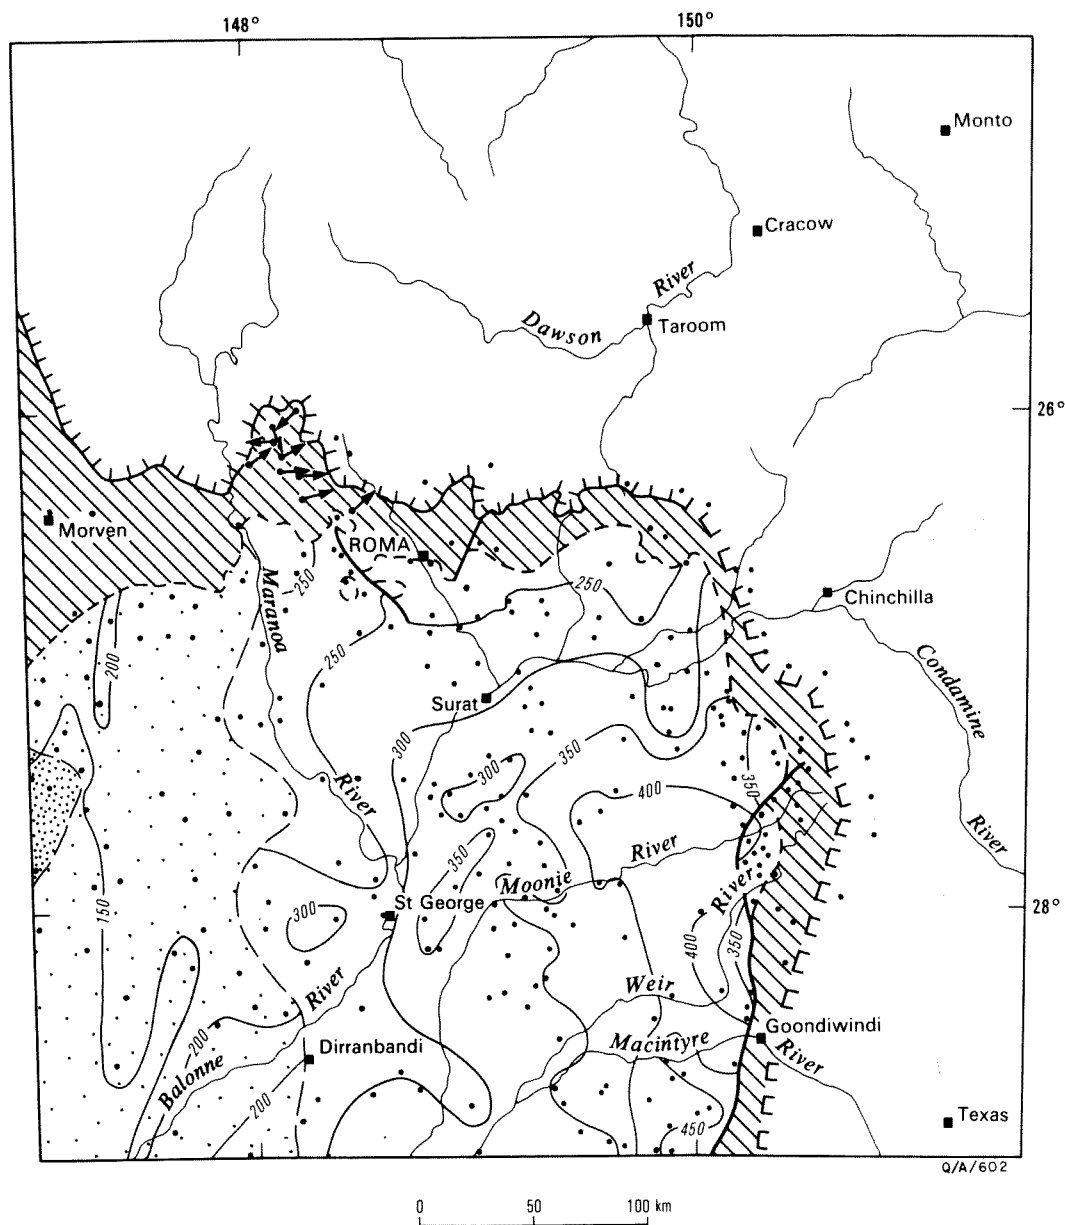 148°
150°
Monto
Cracow
River
Dawson
Taroom
26°
Morven
ROMA
250
250
Maranoa
Chinchilla
200
250
Condamine
Surat
300
350
300
350
River
400
River
River
350
Moonie
River
150
300
St George
28°
400
350
River
Weir
Goondiwindi
Macintyre
River
200
Dirranbandi
Balonne
200
450
Texas
Q/A/602
0 50 100 km